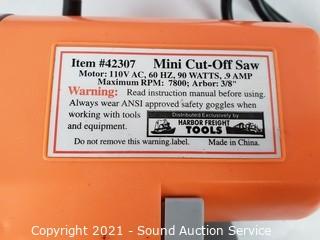 Item #42307 Mini Cut-Off Saw
Motor: 110V AC, 60 HZ, 90 WATTS, .9 AMP
Maximum RPM: 7800; Arbor: 3/8"
Warning: Read instruction manual before using.
Always wear ANSI approved safety goggles when
working with tools
and equipment.
Distributed Exclusively by
HARBOR FREIGHT
TOOLS
Do not remove this warning.label. Made in China.
Copyright 2021 - Sound Auction Service